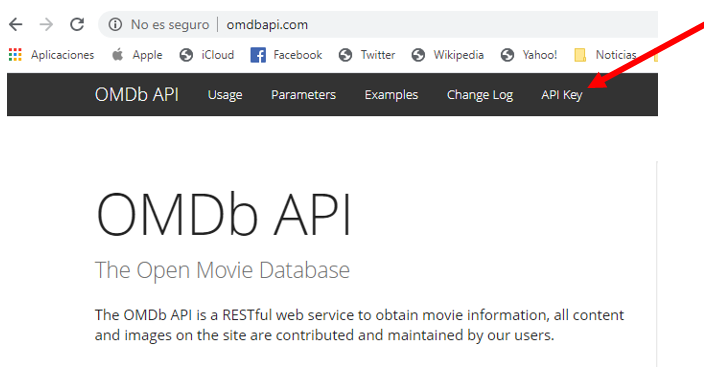 No es seguro | omdbapi.com
Aplicaciones Apple iCloud Facebook Twitter Wikipedia Yahoo! Noticias
OMDb API Usage Parameters Examples Change Log API Key
OMDb API
The Open Movie Database
The OMDb API is a RESTful web service to obtain movie information, all content
and images on the site are contributed and maintained by our users.